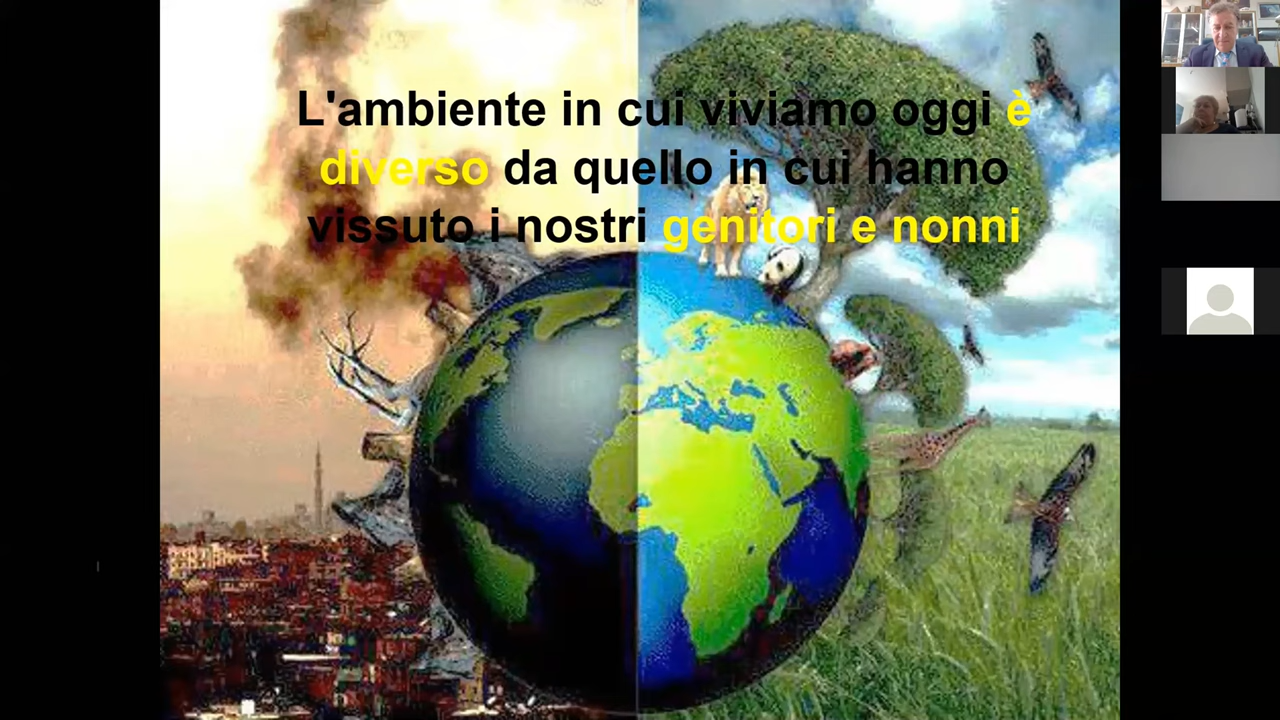 L'ambiente in cui viviamo oggi è
diverso da quello in cui hanno
vissuto i nostri genitori e nonni